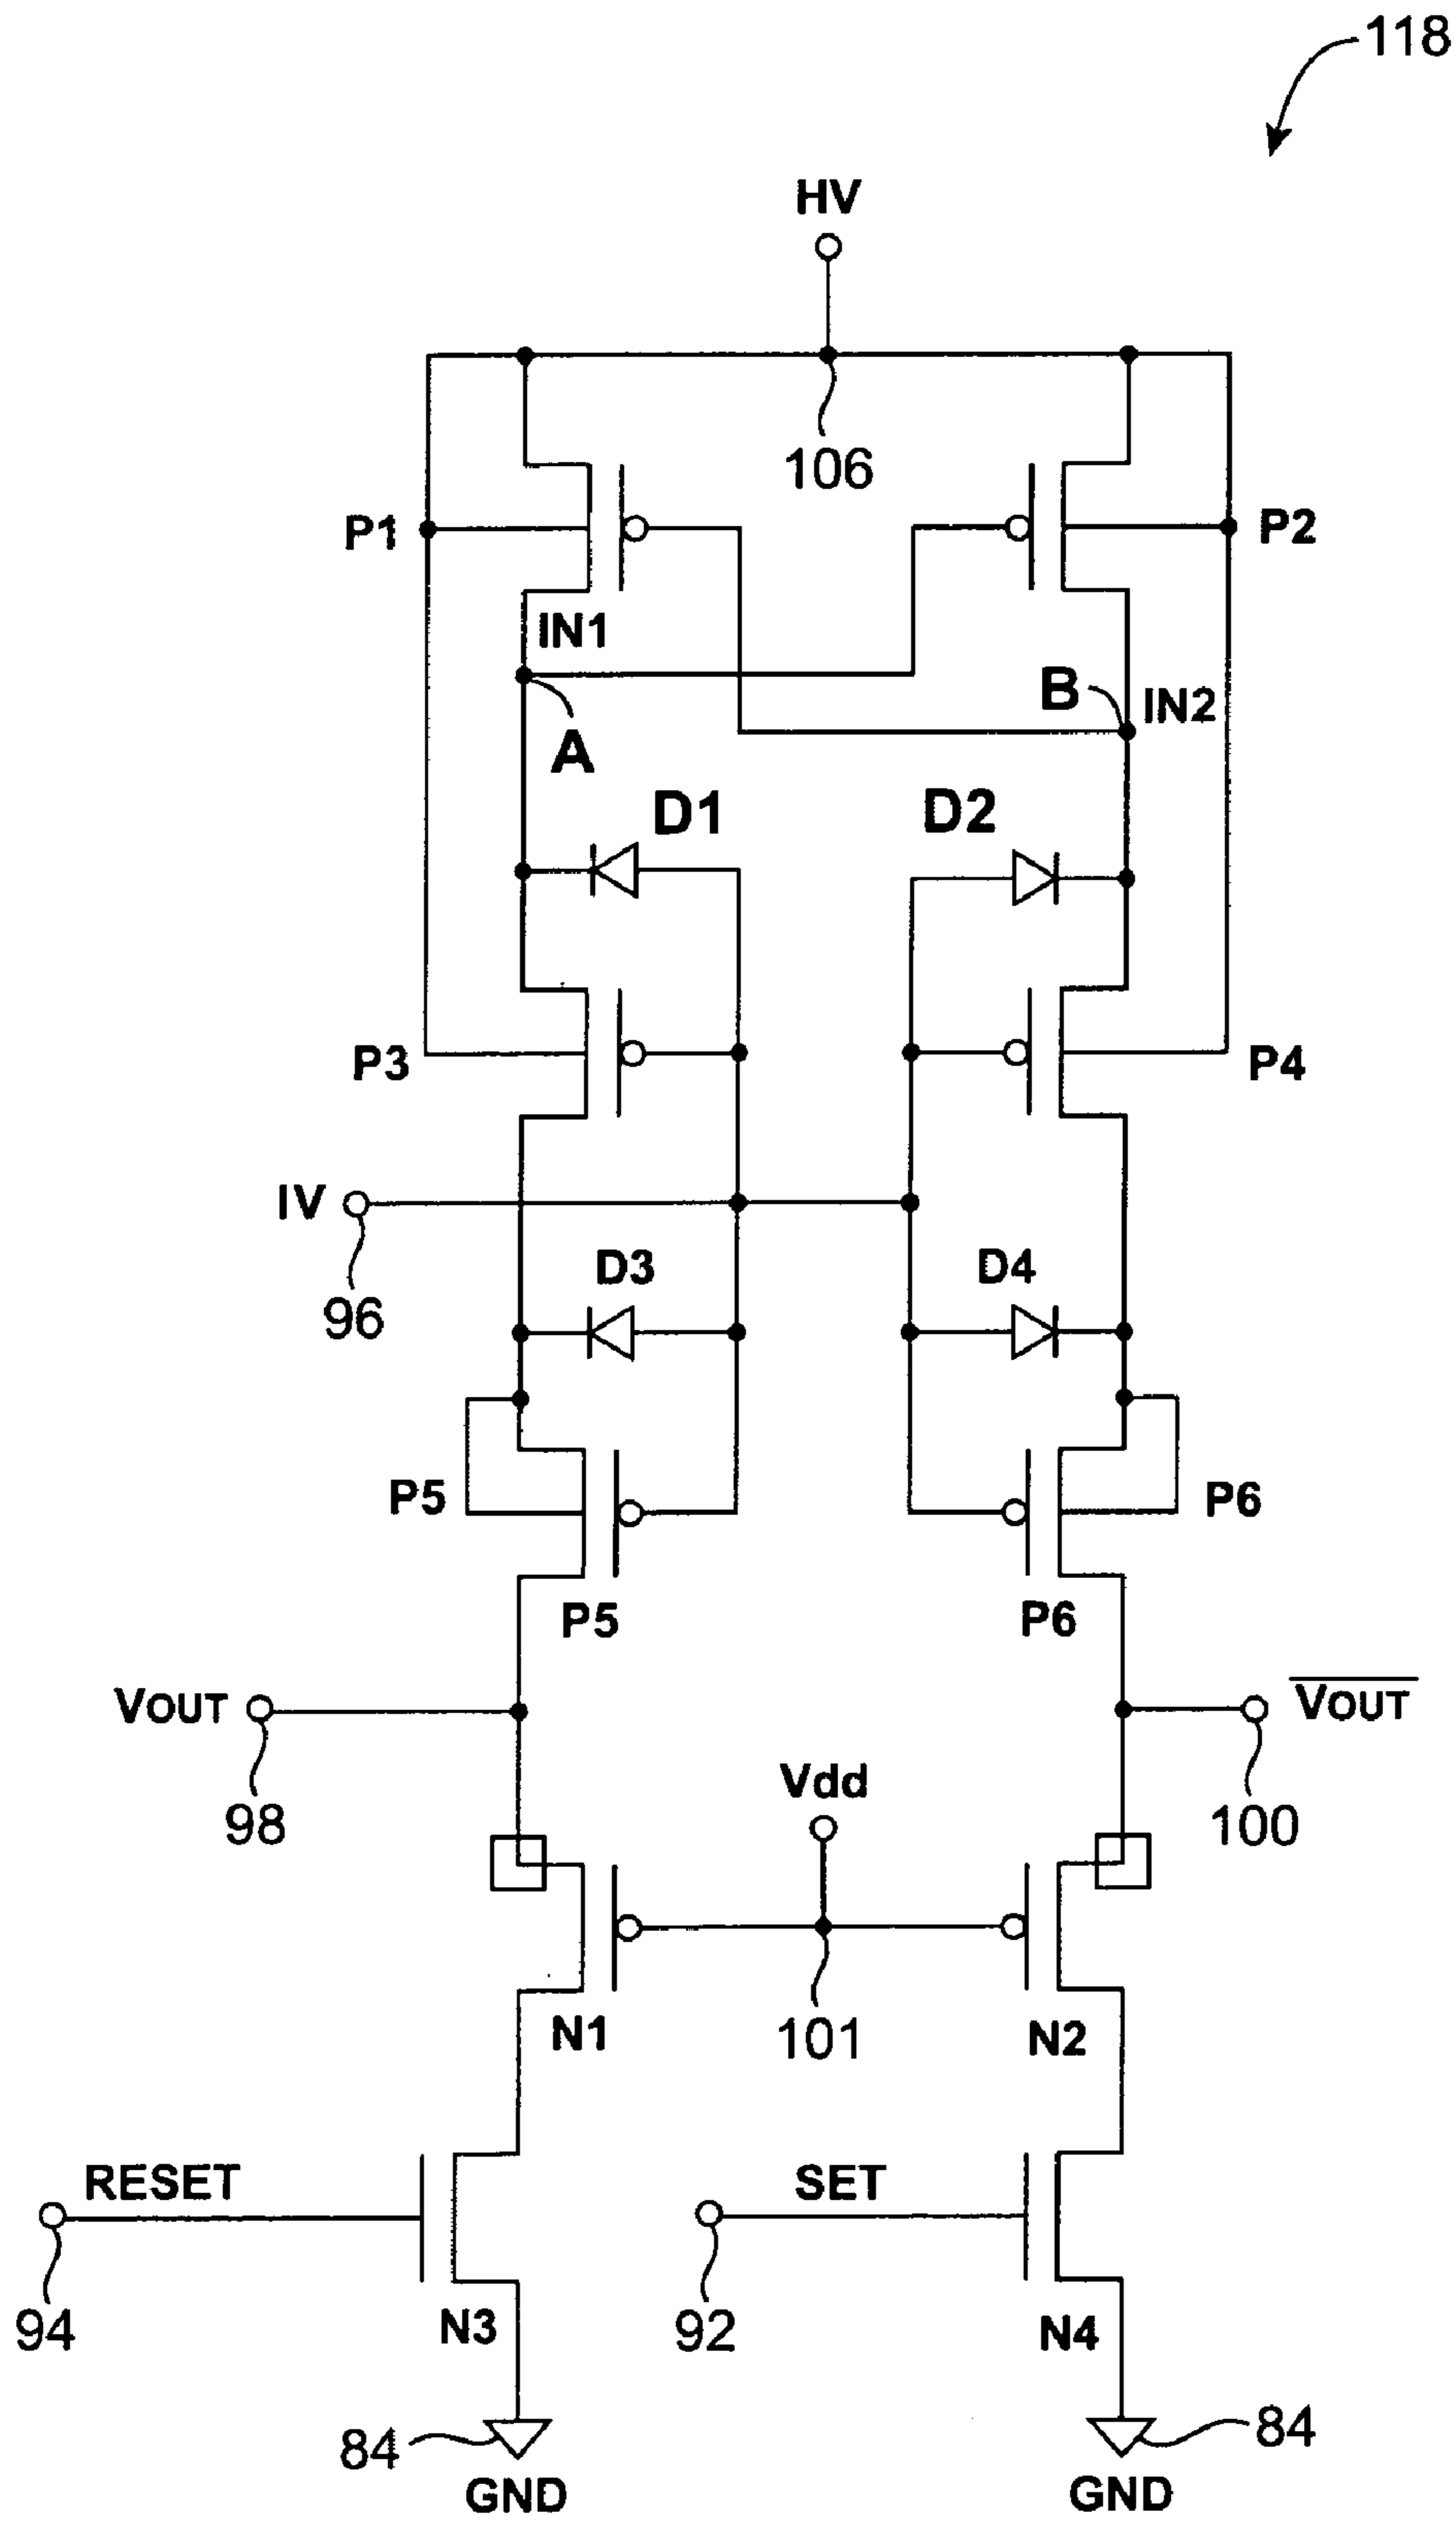 118
HV
106
P1
P2
IN1
B
IN2
A
D1
D2
P3
P4
IV
96
D3
D4
P5
P6
P5
P6
VOUT
VOUT
98
Vdd
100
N1
101
N2
RESET
SET
94
N3
92
N4
84
84
GND
GND